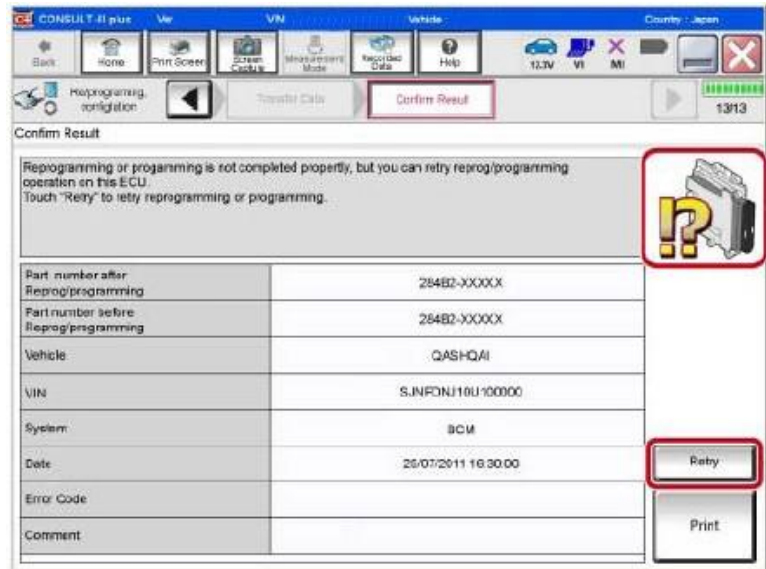 CONSULT-III plus Ver VIN Vehicle : Country : Japan
Back Home Print Screen Screen Capture Measurement Mode Recorded Data Help 12.3V VI MI
Reprogramming, configlation Transfer Data Confirm Result 13/13
Confirm Result
Reprogramming or progamming is not completed propertly, but you can retry reprog/programming
operation on this ECU.
Touch "Retry" to retry reprogramming or programming.
Part number after
Reprog/programming
284B2-XXXXX
Part number before
Reprog/programming
284B2-XXXXX
Vehicle QASHQAI
VIN SJNFDNJ10U100000
System BCM
Date 26/07/2011 16:30:00
Retry
Error Code
Comment
Print